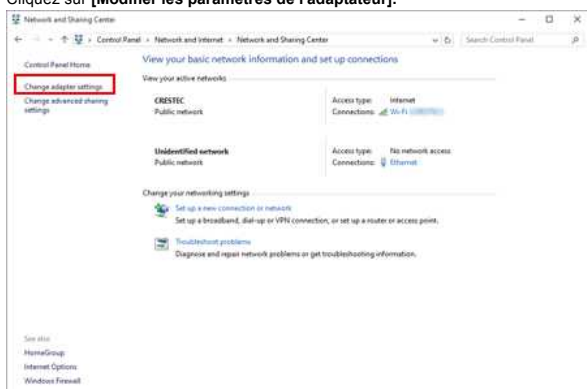 Cliquez sur [Modifier les paramètres de l'adaptateur].
Network and Sharing Center
Control Panel > Network and Internet > Network and Sharing Center
Search Control Panel
Control Panel Home
Change adapter settings
Change advanced sharing
settings
View your basic network information and set up connections
View your active networks
CRESTEC
Public network
Access type: Internet
Connections: Wi-Fi
Unidentified network
Public network
Access type: No network access
Connections: Ethernet
Change your networking settings
Set up a new connection or network
Set up a broadband, dial-up or VPN connection, or set up a router or access point.
Troubleshoot problems
Diagnose and repair network problems or get troubleshooting information.
See also
HomeGroup
Internet Options
Windows Firewall